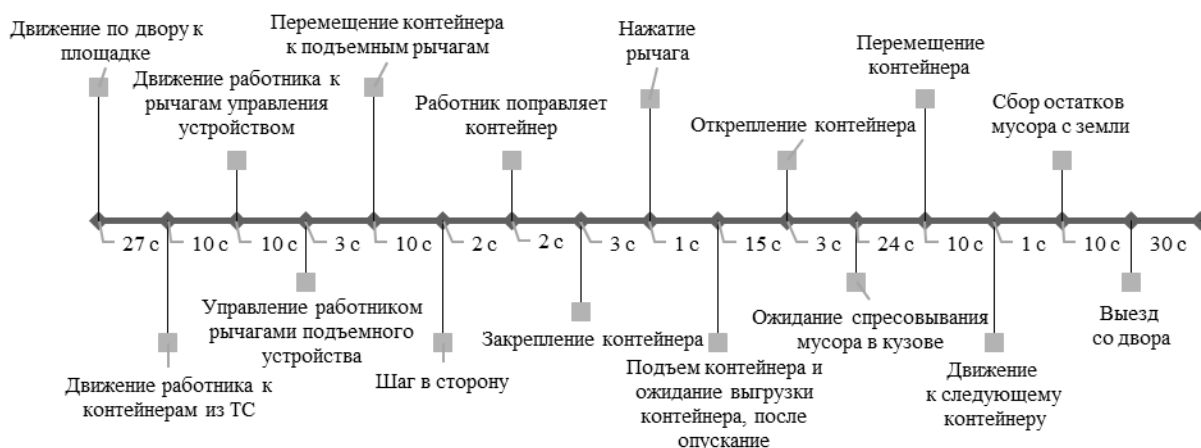 Движение по двору к
площадке
Движение работника к
рычагам управления
устройством
Перемещение контейнера
к подъемным рычагам
Работник поправляет
контейнер
Нажатие
рычага
Открепление контейнера
Перемещение
контейнера
Сбор остатков
мусора с земли
27 с
10 с
10 с
3 с
10 с
2 с
2 с
3 с
1 с
15 с
3 с
24 с
10 с
1 с
10 с
30 с
Движение работника к
контейнерам из ТС
Управление работником
рычагами подъемного
устройства
Шаг в сторону
Закрепление контейнера
Подъем контейнера и
ожидание выгрузки
контейнера, после
опускание
Ожидание спресовывания
мусора в кузове
Движение
к следующему
контейнеру
Выезд
со двора